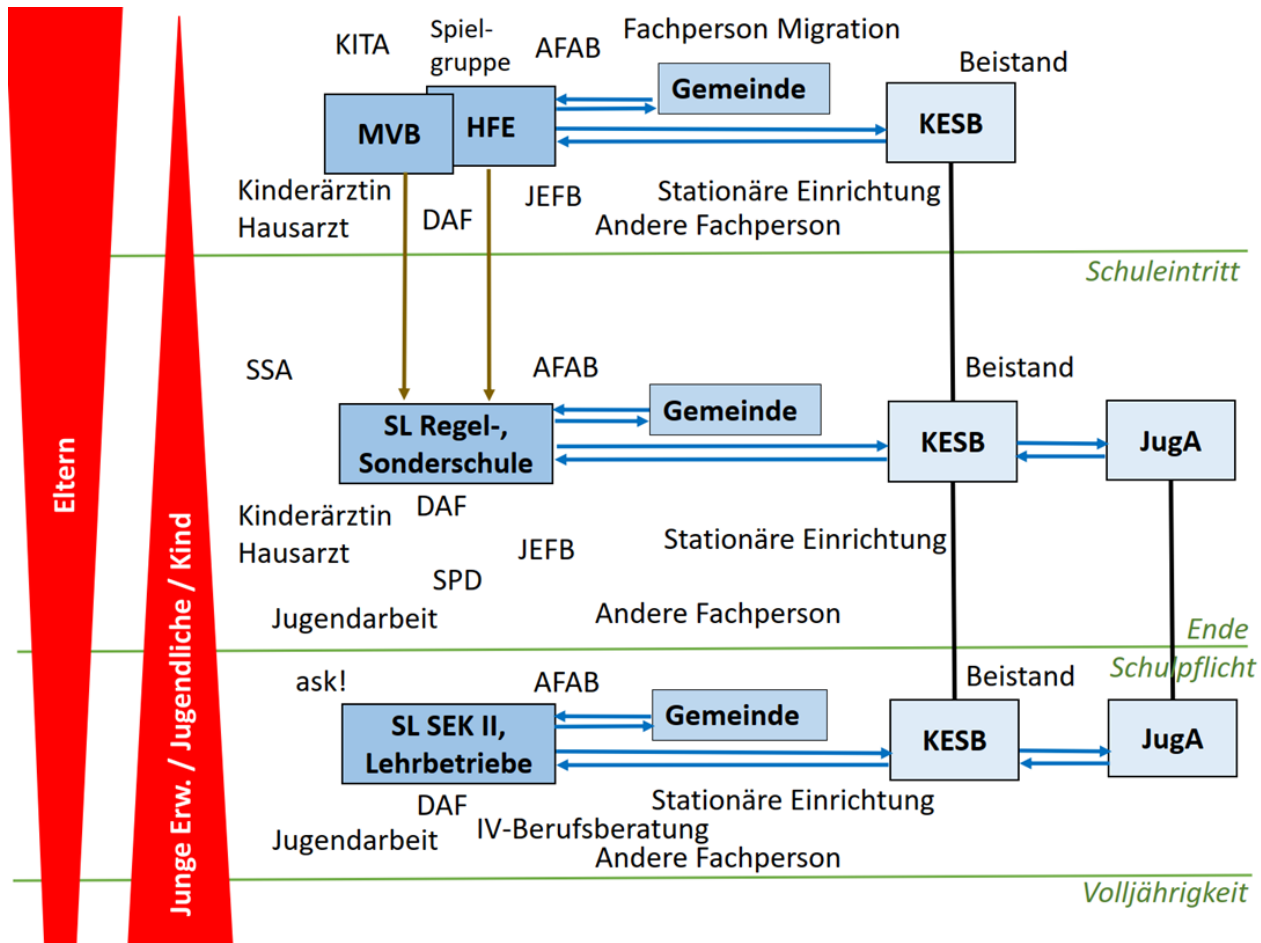 Eltern
Junge Erw. / Jugendliche / Kind
KITA
Spiel-
gruppe
AFAB
Fachperson Migration
Beistand
MVB
HFE
Gemeinde
KESB
Kinderärztin
Hausarzt
DAF
JEFB
Stationäre Einrichtung
Andere Fachperson
Schuleintritt
SSA
AFAB
Beistand
SL Regel-,
Sonderschule
Gemeinde
KESB
JugA
Kinderärztin
Hausarzt
DAF
JEFB
Stationäre Einrichtung
SPD
Jugendarbeit
Andere Fachperson
Ende
Schulpflicht
ask!
AFAB
Beistand
SL SEK II,
Lehrbetriebe
Gemeinde
KESB
JugA
DAF
Stationäre Einrichtung
Jugendarbeit
IV-Berufsberatung
Andere Fachperson
Volljährigkeit